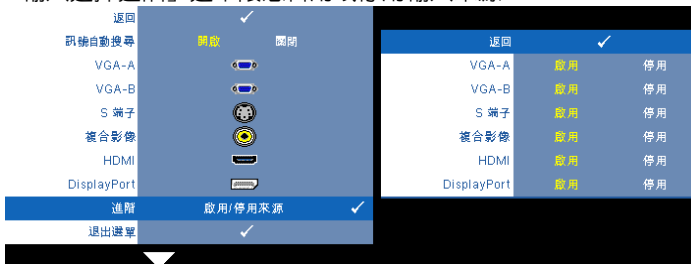 返回
訊號自動搜尋 開啟 關閉
VGA-A
VGA-B
S 端子
複合影像
HDMI
DisplayPort
進階 啟用/停用來源
退出選單
返回
VGA-A 啟用 停用
VGA-B 啟用 停用
S 端子 啟用 停用
複合影像 啟用 停用
HDMI 啟用 停用
DisplayPort 啟用 停用